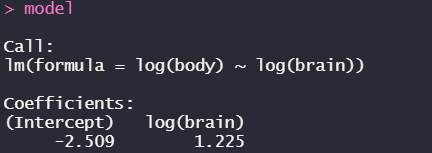 > model
Call:
lm(formula = log(body) ~ log(brain))
Coefficients:
(Intercept) log(brain)
-2.509 1.225